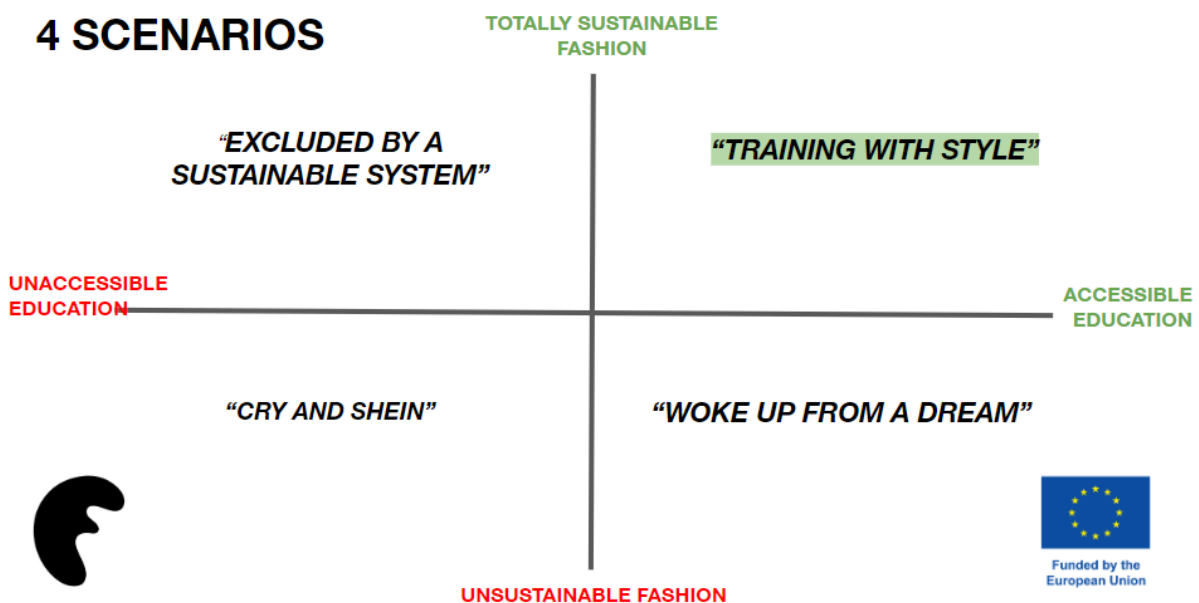 4 SCENARIOS
TOTALLY SUSTAINABLE
FASHION
“EXCLUDED BY A
SUSTAINABLE SYSTEM”
“TRAINING WITH STYLE”
UNACCESSIBLE
EDUCATION
ACCESSIBLE
EDUCATION
“CRY AND SHEIN”
“WOKE UP FROM A DREAM”
Funded by the
European Union
UNSUSTAINABLE FASHION